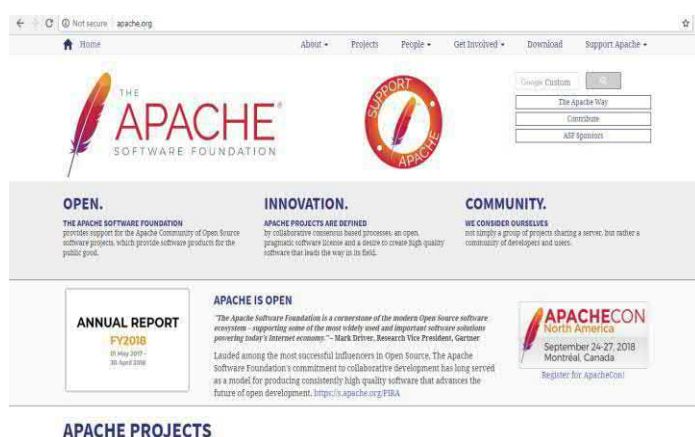 Not secure apache.org
Home About Projects People Get Involved Download Support Apache
THE
APACHE®
SOFTWARE FOUNDATION
SUPPORT
APACHE
Google Custom
The Apache Way
Contribute
ASF Sponsors
OPEN.
THE APACHE SOFTWARE FOUNDATION
provides support for the Apache Community of Open Source
software projects, which provide software products for the
public good.
INNOVATION.
APACHE PROJECTS ARE DEFINED
by collaborative consensus based processes, an open,
pragmatic software license and a desire to create high quality
software that leads the way in its field.
COMMUNITY.
WE CONSIDER OURSELVES
not simply a group of projects sharing a server, but rather a
community of developers and users.
ANNUAL REPORT
FY2018
01 May 2017 -
30 April 2018
APACHE IS OPEN
"The Apache Software Foundation is a cornerstone of the modern Open Source software
ecosystem – supporting some of the most widely used and important software solutions
powering today's Internet economy." – Mark Driver, Research Vice President, Gartner
Lauded among the most successful influencers in Open Source, The Apache
Software Foundation's commitment to collaborative development has long served
as a model for producing consistently high quality software that advances the
future of open development. https://s.apache.org/PIRA
APACHECON
North America
September 24-27, 2018
Montréal, Canada
Register for ApacheCon!
APACHE PROJECTS